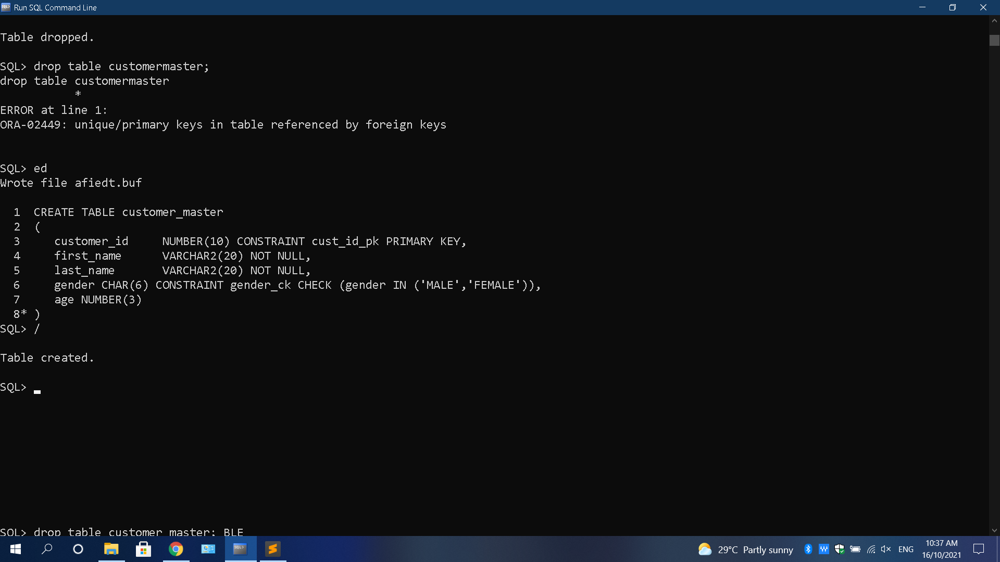 Run SQL Command Line
Table dropped.
SQL> drop table customermaster;
drop table customermaster
           *
ERROR at line 1:
ORA-02449: unique/primary keys in table referenced by foreign keys
SQL> ed
Wrote file afiedt.buf
  1  CREATE TABLE customer_master
  2  (
  3     customer_id     NUMBER(10) CONSTRAINT cust_id_pk PRIMARY KEY,
  4     first_name      VARCHAR2(20) NOT NULL,
  5     last_name       VARCHAR2(20) NOT NULL,
  6     gender CHAR(6) CONSTRAINT gender_ck CHECK (gender IN ('MALE','FEMALE')),
  7     age NUMBER(3)
  8* )
SQL> /
Table created.
SQL>
SQL> drop table customer master; BLE
29°C Partly sunny
ENG
10:37 AM
16/10/2021